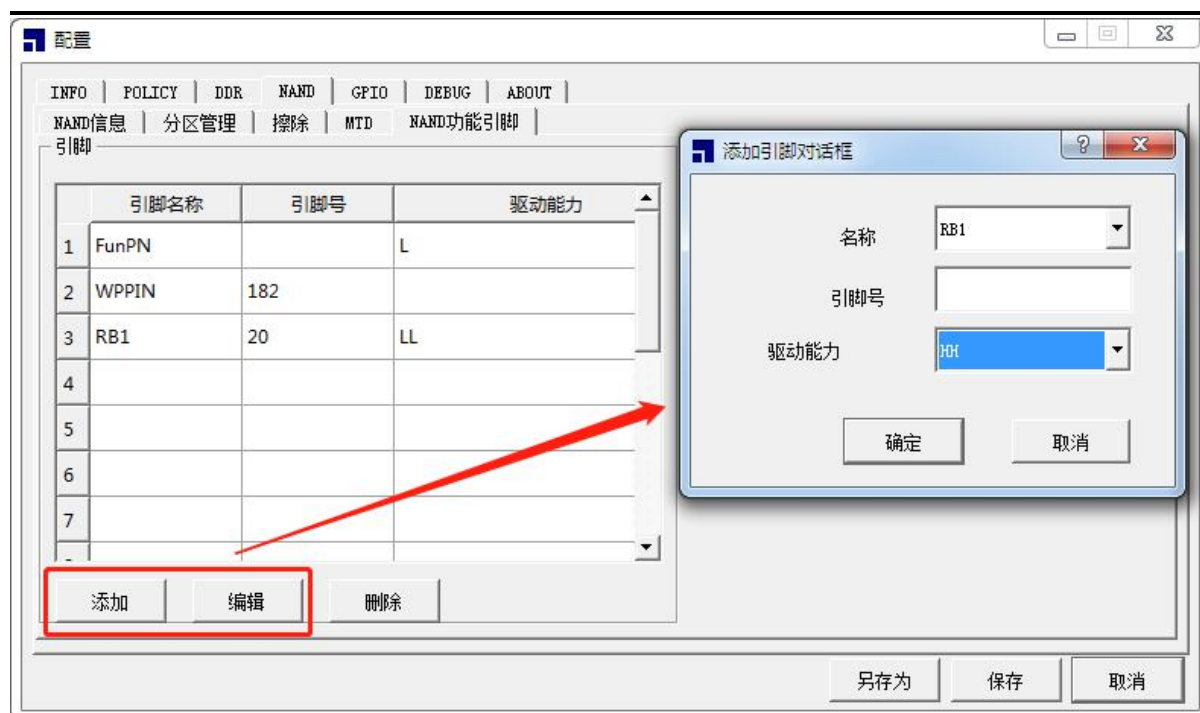 配置
INFO POLICY DDR NAND GPIO DEBUG ABOUT
NAND信息 分区管理 擦除 MTD NAND功能引脚
引脚
引脚名称 引脚号 驱动能力
1 FunPN L
2 WPPIN 182
3 RB1 20 LL
4
5
6
7
添加 编辑 删除
添加引脚对话框
名称 RB1
引脚号
驱动能力 HH
确定 取消
另存为 保存 取消